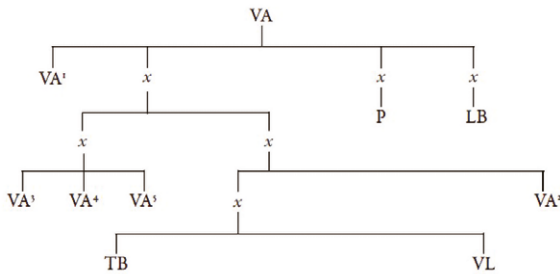 VA
VA¹ x x x
P LB
x x
VA³ VA⁴ VA⁵ x VA²
TB VL